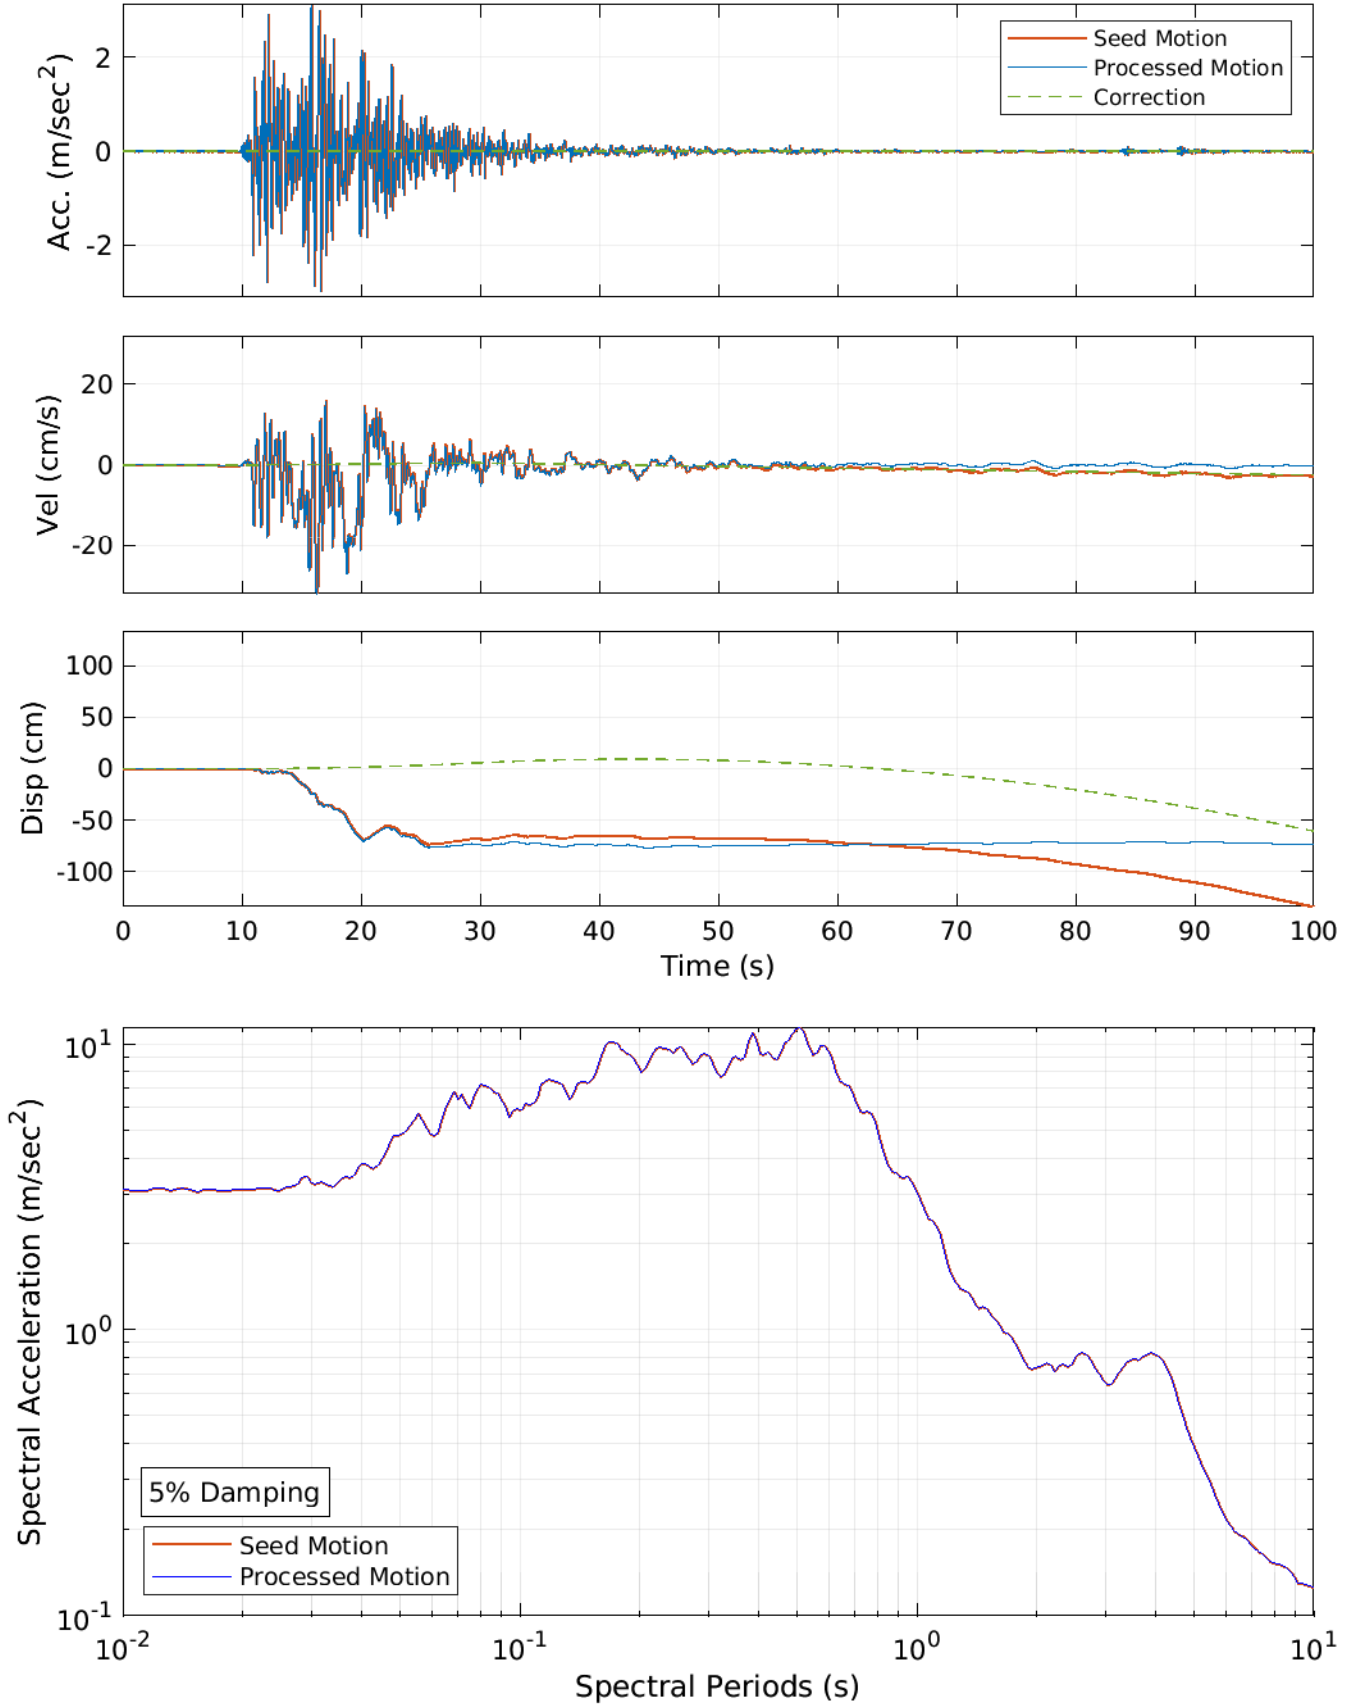 Acc. (m/sec²)
2
0
-2
Seed Motion
Processed Motion
Correction
Vel (cm/s)
20
0
-20
Disp (cm)
100
50
0
-50
-100
0 10 20 30 40 50 60 70 80 90 100
Time (s)
Spectral Acceleration (m/sec²)
10¹
10⁰
10⁻¹
5% Damping
Seed Motion
Processed Motion
10⁻² 10⁻¹ 10⁰ 10¹
Spectral Periods (s)